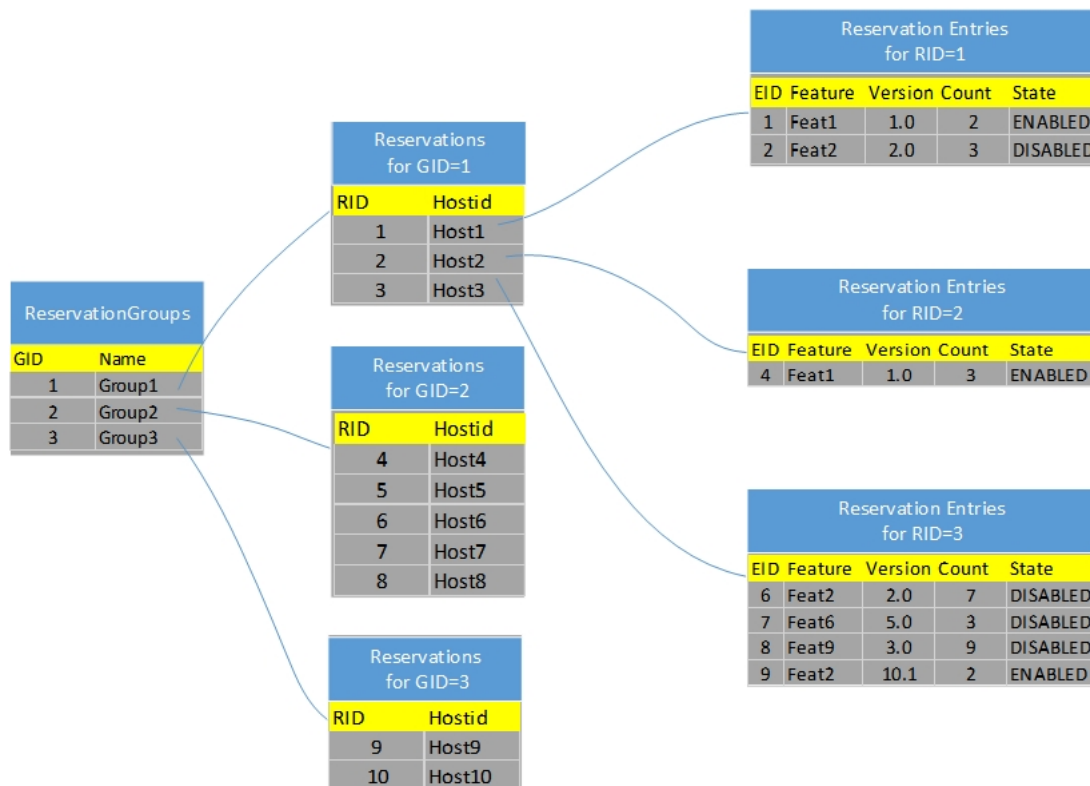 ReservationGroups
GID Name
1 Group1
2 Group2
3 Group3
Reservations
for GID=1
RID Hostid
1 Host1
2 Host2
3 Host3
Reservations
for GID=2
RID Hostid
4 Host4
5 Host5
6 Host6
7 Host7
8 Host8
Reservations
for GID=3
RID Hostid
9 Host9
10 Host10
Reservation Entries
for RID=1
EID Feature Version Count State
1 Feat1 1.0 2 ENABLED
2 Feat2 2.0 3 DISABLED
Reservation Entries
for RID=2
EID Feature Version Count State
4 Feat1 1.0 3 ENABLED
Reservation Entries
for RID=3
EID Feature Version Count State
6 Feat2 2.0 7 DISABLED
7 Feat6 5.0 3 DISABLED
8 Feat9 3.0 9 DISABLED
9 Feat2 10.1 2 ENABLED